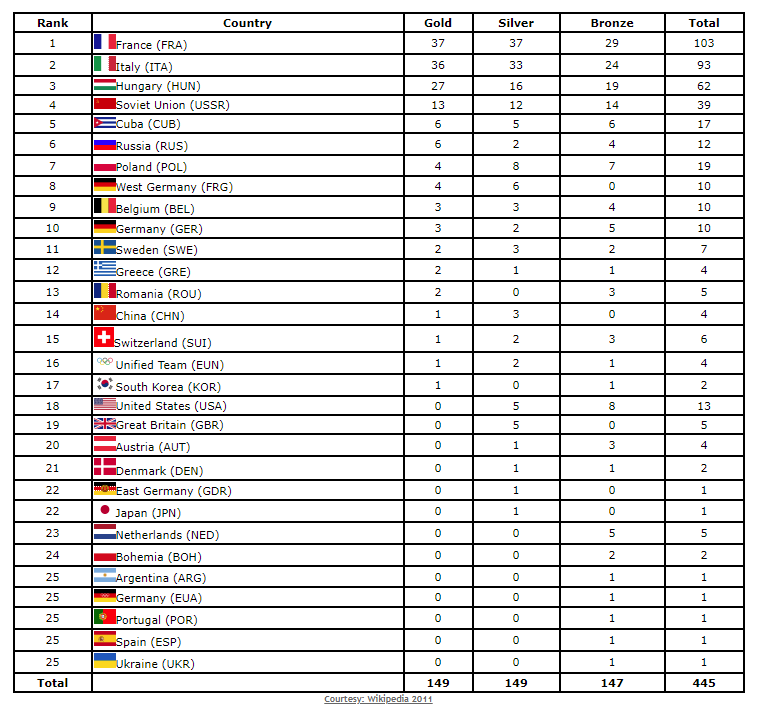 Rank Country Gold Silver Bronze Total
1 France (FRA) 37 37 29 103
2 Italy (ITA) 36 33 24 93
3 Hungary (HUN) 27 16 19 62
4 Soviet Union (USSR) 13 12 14 39
5 Cuba (CUB) 6 5 6 17
6 Russia (RUS) 6 2 4 12
7 Poland (POL) 4 8 7 19
8 West Germany (FRG) 4 6 0 10
9 Belgium (BEL) 3 3 4 10
10 Germany (GER) 3 2 5 10
11 Sweden (SWE) 2 3 2 7
12 Greece (GRE) 2 1 1 4
13 Romania (ROU) 2 0 3 5
14 China (CHN) 1 3 0 4
15 Switzerland (SUI) 1 2 3 6
16 Unified Team (EUN) 1 2 1 4
17 South Korea (KOR) 1 0 1 2
18 United States (USA) 0 5 8 13
19 Great Britain (GBR) 0 5 0 5
20 Austria (AUT) 0 1 3 4
21 Denmark (DEN) 0 1 1 2
22 East Germany (GDR) 0 1 0 1
22 Japan (JPN) 0 1 0 1
23 Netherlands (NED) 0 0 5 5
24 Bohemia (BOH) 0 0 2 2
25 Argentina (ARG) 0 0 1 1
25 Germany (EUA) 0 0 1 1
25 Portugal (POR) 0 0 1 1
25 Spain (ESP) 0 0 1 1
25 Ukraine (UKR) 0 0 1 1
Total 149 149 147 445
Courtesy: Wikipedia 2011